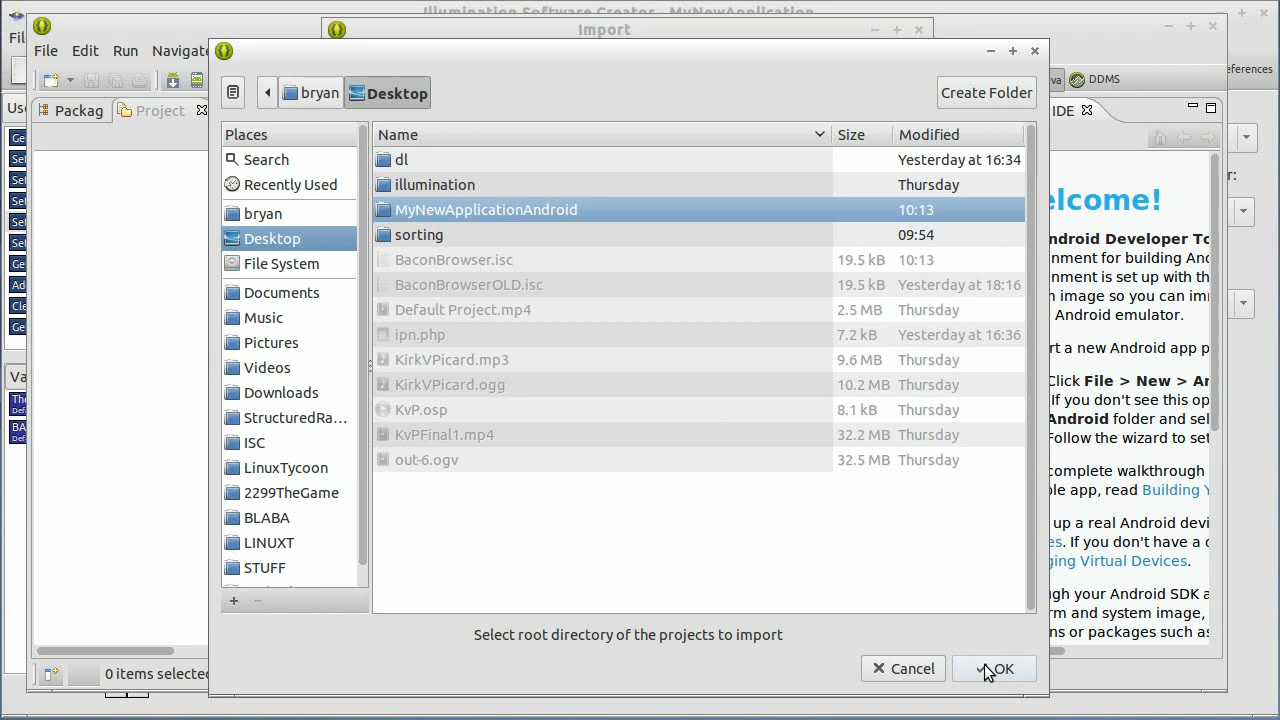 Illumination Software Creator - MyNewApplication
Import
File Edit Run Navigate
eferences
bryan Desktop Create Folder
va DDMS
Packag Project
IDE
Places
Search
Recently Used
bryan
Desktop
File System
Documents
Music
Pictures
Videos
Downloads
StructuredRa...
ISC
LinuxTycoon
2299TheGame
BLABA
LINUXT
STUFF
Name Size Modified
dl Yesterday at 16:34
illumination Thursday
MyNewApplicationAndroid 10:13
sorting 09:54
BaconBrowser.isc 19.5 kB 10:13
BaconBrowserOLD.isc 19.5 kB Yesterday at 18:16
Default Project.mp4 2.5 MB Thursday
ipn.php 7.2 kB Yesterday at 16:36
KirkVPicard.mp3 9.6 MB Thursday
KirkVPicard.ogg 10.2 MB Thursday
KvP.osp 8.1 kB Thursday
KvPFinal1.mp4 32.2 MB Thursday
out-6.ogv 32.5 MB Thursday
Select root directory of the projects to import
Cancel OK
elcome!
ndroid Developer To
nment for building And
nment is set up with th
n image so you can im
Android emulator.
rt a new Android app p
Click File > New > An
If you don't see this op
Android folder and sel
Follow the wizard to set
complete walkthrough
ple app, read Building Y
up a real Android devi
es. If you don't have a d
ging Virtual Devices.
gh your Android SDK a
rm and system image,
ns or packages such as
0 items selected